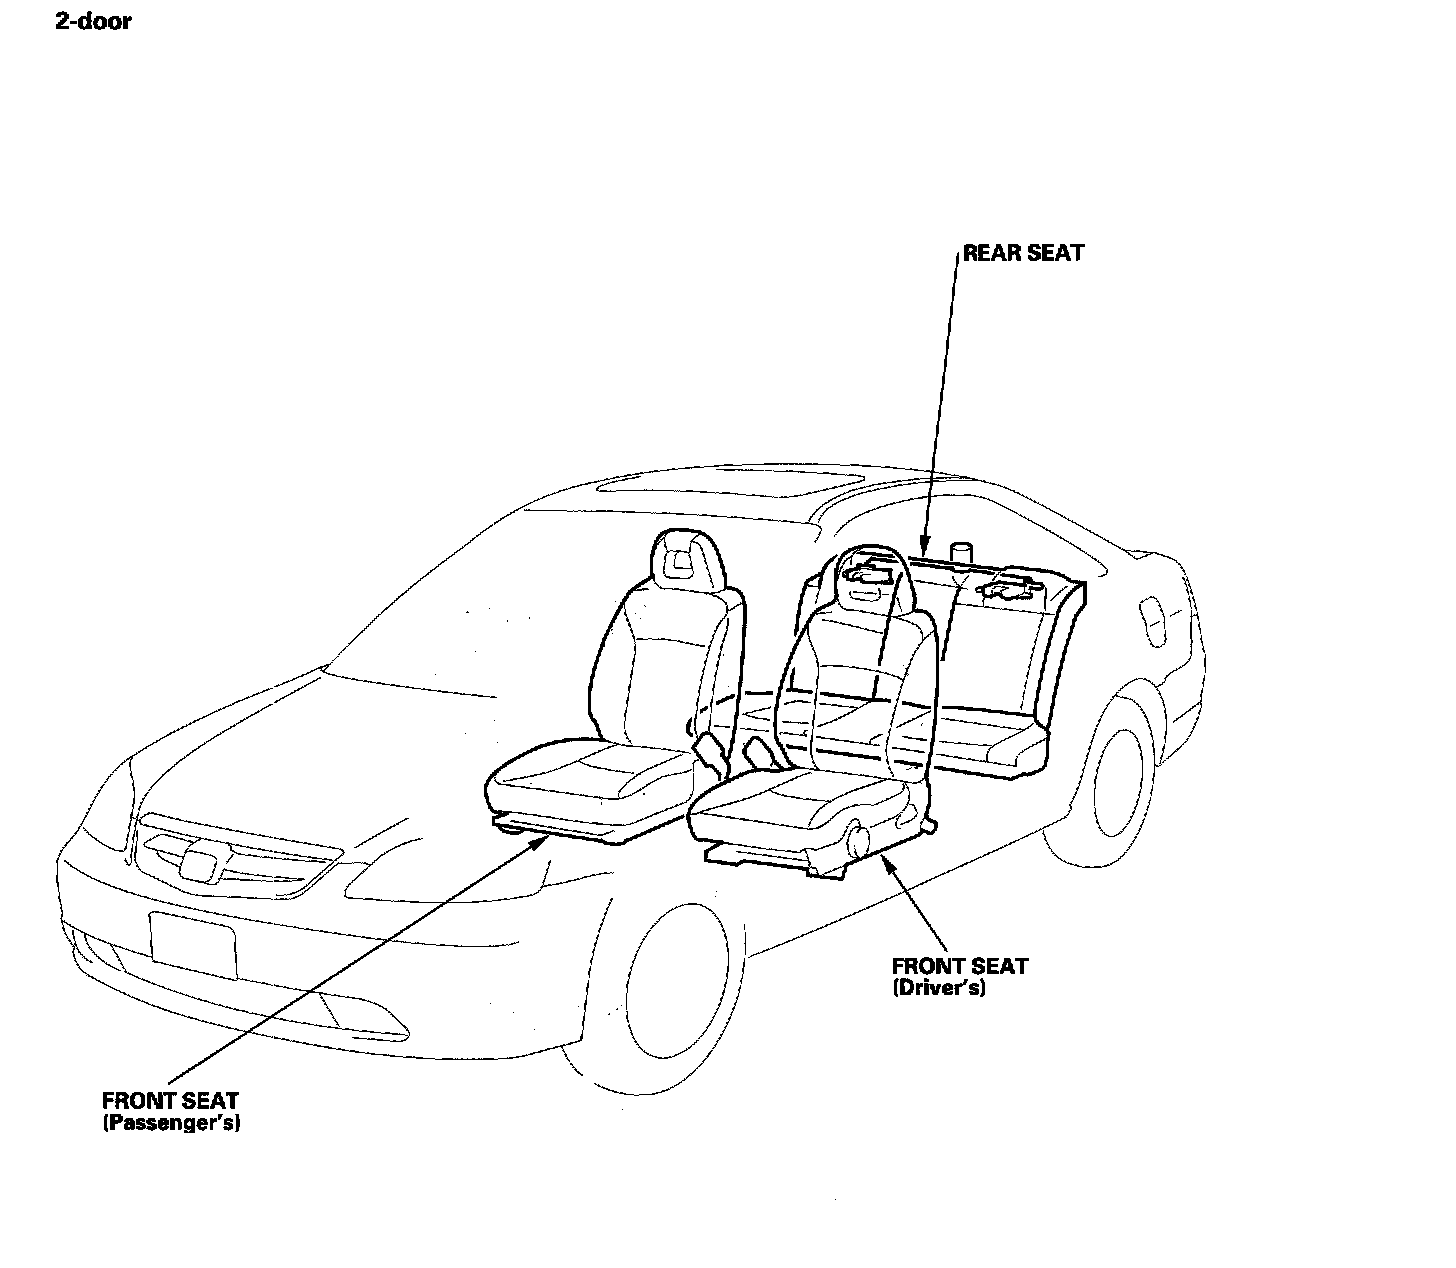 2-door
REAR SEAT
FRONT SEAT
(Driver's)
FRONT SEAT
(Passenger's)